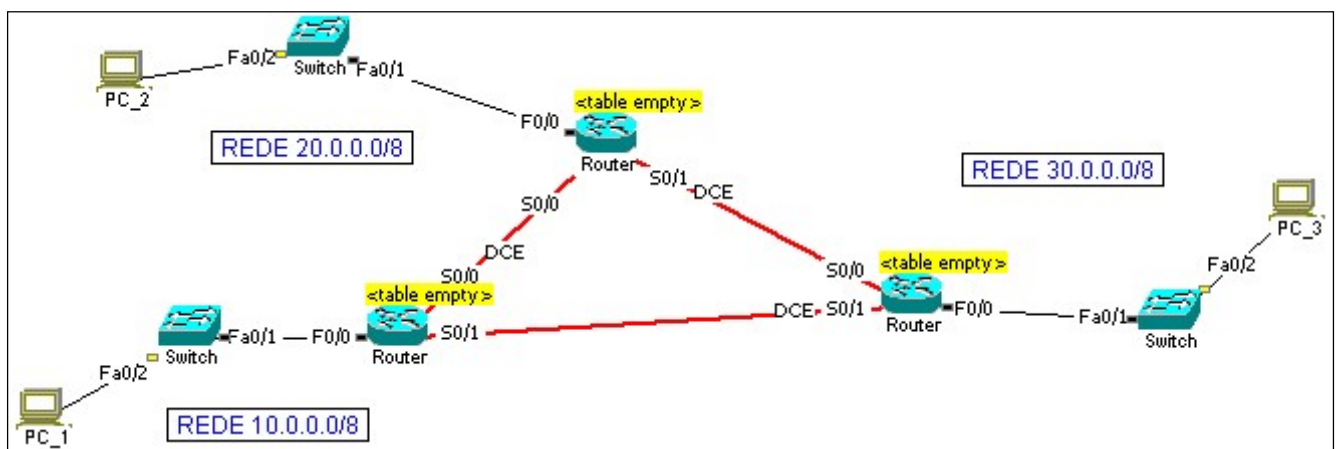 Fa0/2
Switch
Fa0/1
PC_2
<table empty>
F0/0
REDE 20.0.0.0/8
Router
REDE 30.0.0.0/8
S0/1
DCE
S0/0
PC_3
DCE
S0/0
<table empty>
S0/0
<table empty>
Fa0/2
DCE
S0/1
F0/0
Fa0/1
Router
Switch
Fa0/1
F0/0
S0/1
Switch
Router
Fa0/2
REDE 10.0.0.0/8
PC_1